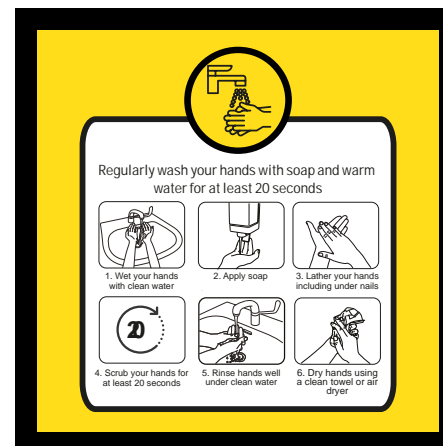 Regularly wash your hands with soap and warm
water for at least 20 seconds
1. Wet your hands
with clean water
2. Apply soap
3. Lather your hands
including under nails
20
4. Scrub your hands for
at least 20 seconds
5. Rinse hands well
under clean water
6. Dry hands using
a clean towel or air
dryer